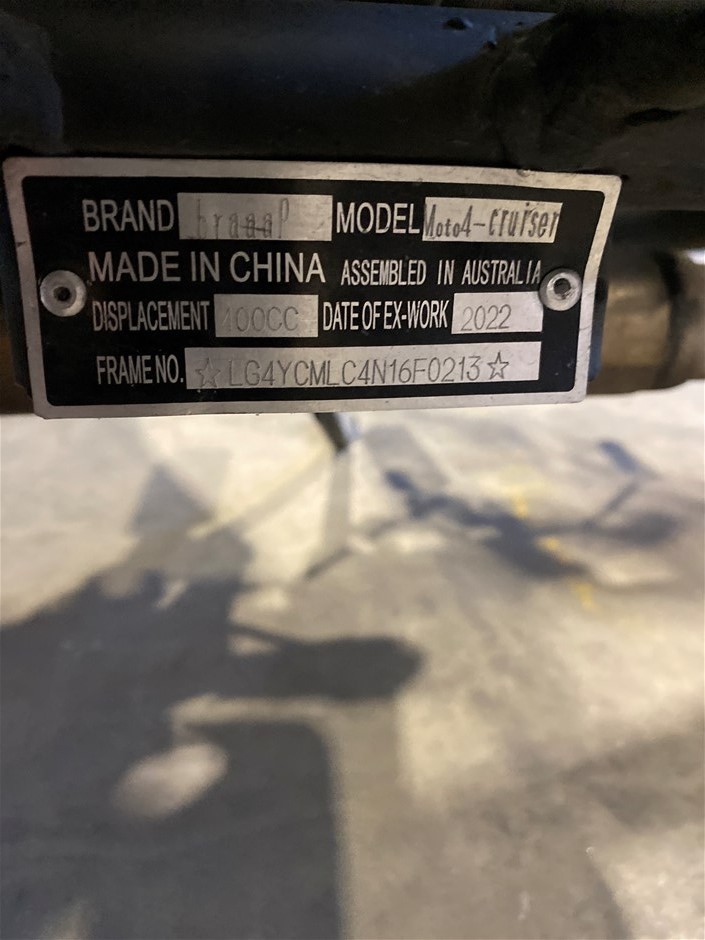 BRAND braaaP MODEL Moto4-cruiser
MADE IN CHINA ASSEMBLED IN AUSTRALIA
DISPLACEMENT 400CC DATE OF EX-WORK 2022
FRAME NO. ☆LG4YCMLC4N16F0213☆